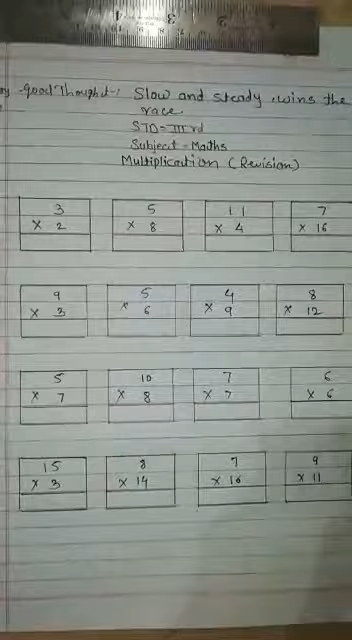 Good Thought:- Slow and steady wins the
race.
STD=IIIrd
Subject=Maths
Multiplication (Revision)
3 5 11 7
x 2 x 8 x 4 x 16
9 5 4 8
x 3 x 6 x 9 x 12
5 10 7 6
x 7 x 8 x 7 x 6
15 8 7 9
x 3 x 14 x 16 x 11